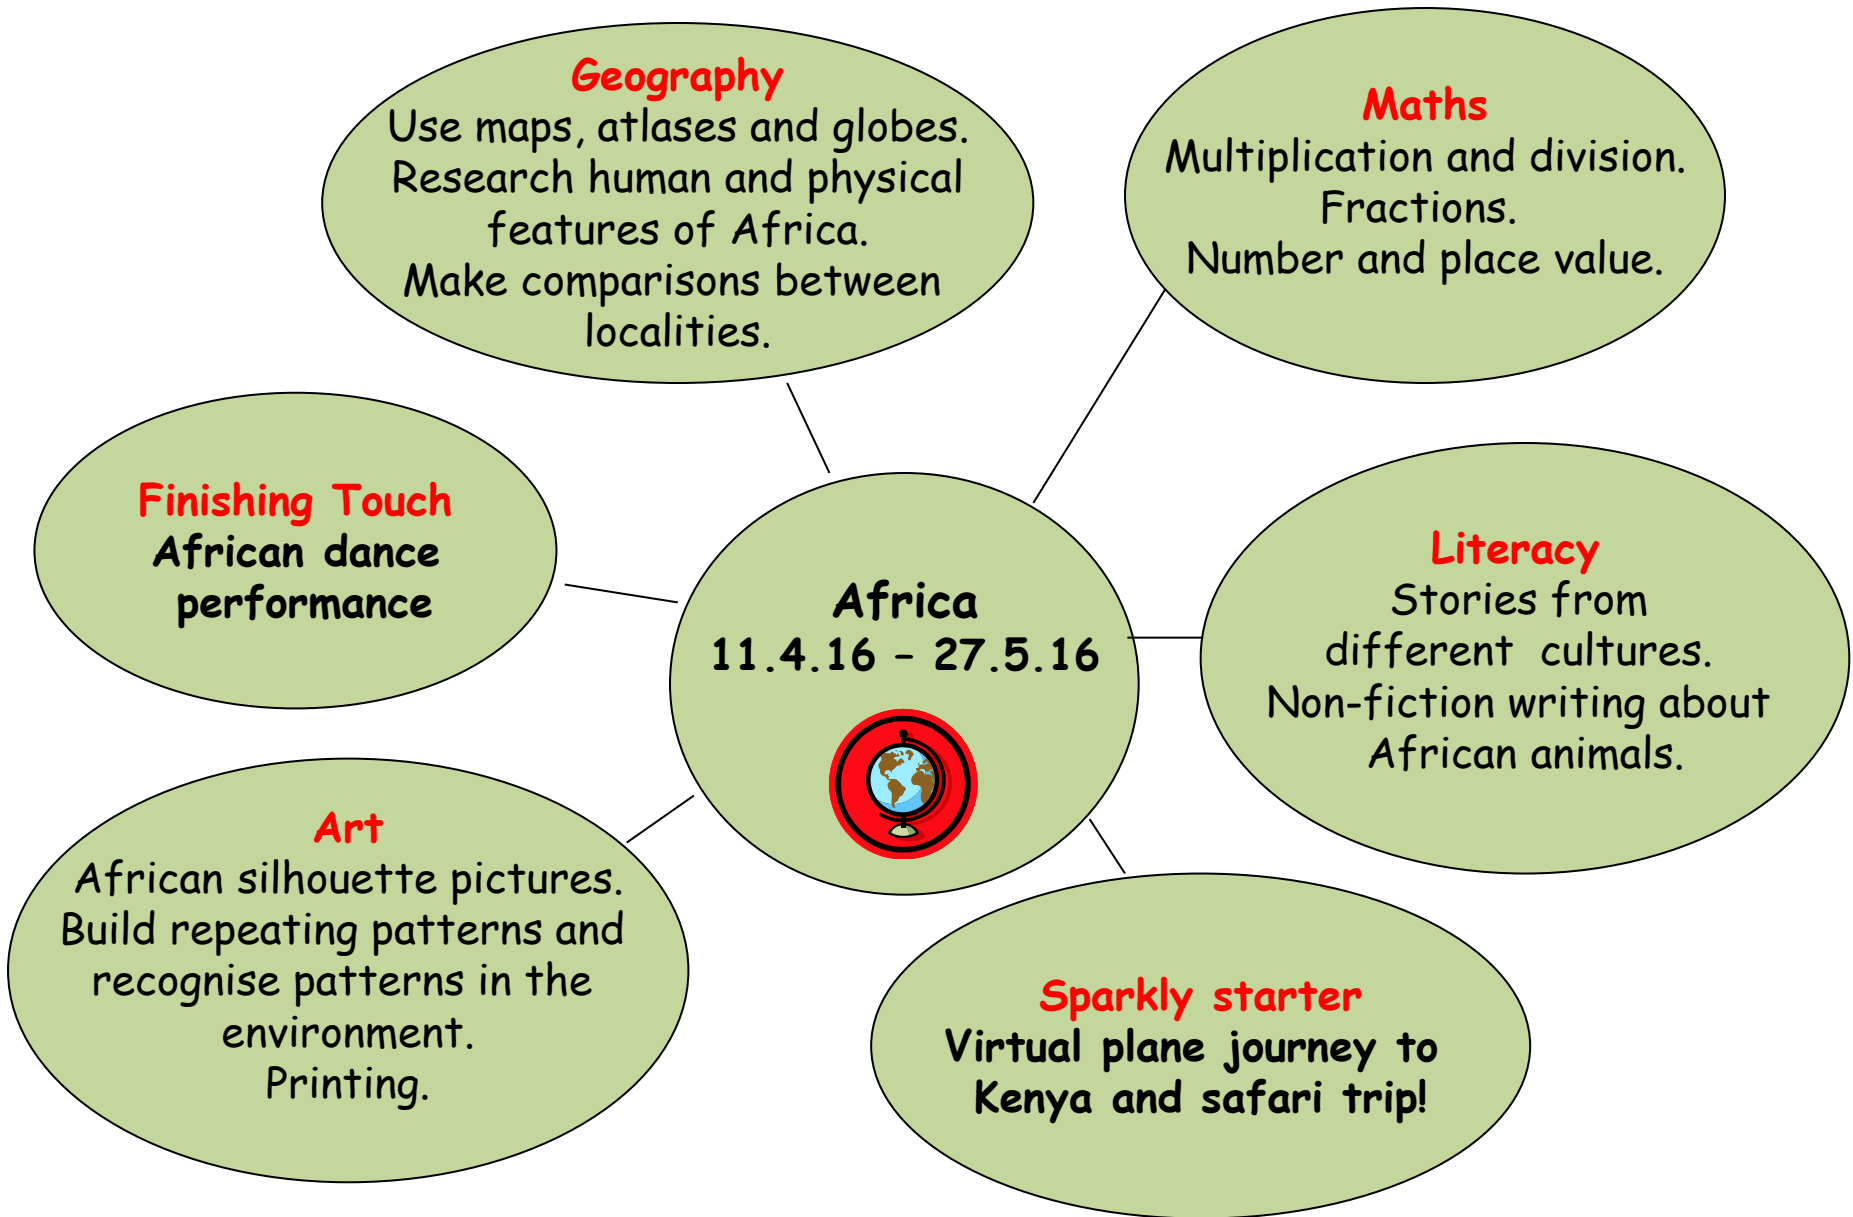 Geography
Use maps, atlases and globes.
Research human and physical
features of Africa.
Make comparisons between
localities.
Maths
Multiplication and division.
Fractions.
Number and place value.
Finishing Touch
African dance
performance
Africa
11.4.16 – 27.5.16
Literacy
Stories from
different  cultures.
Non-fiction writing about
African animals.
Art
African silhouette pictures.
Build repeating patterns and
recognise patterns in the
environment.
Printing.
Sparkly starter
Virtual plane journey to
Kenya and safari trip!